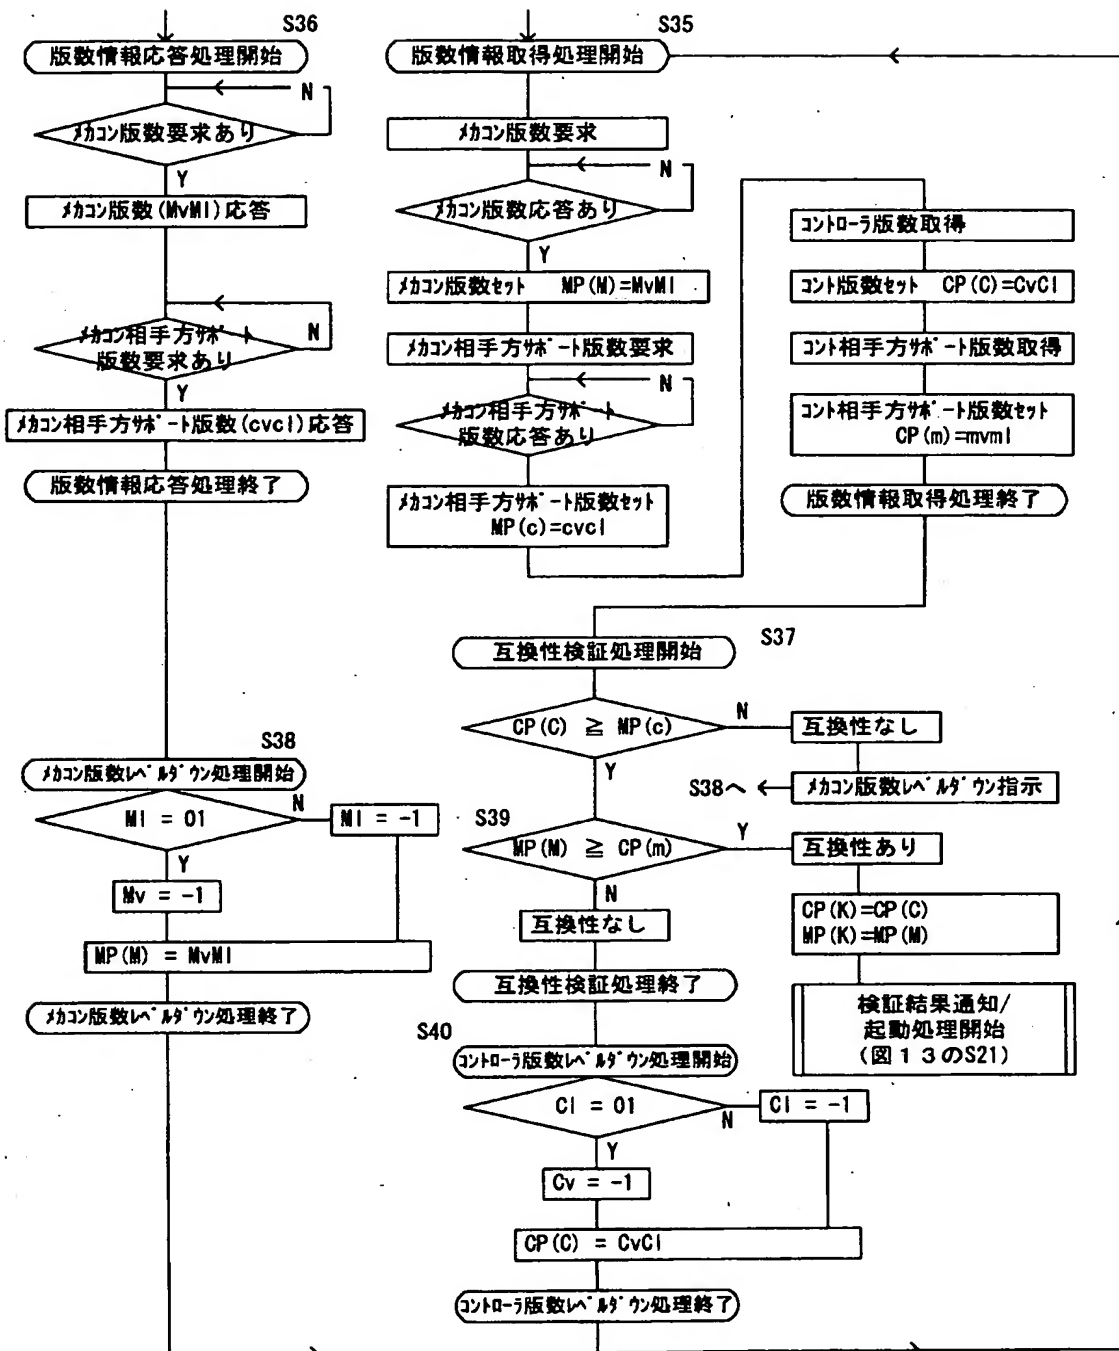 S36
版数情報応答処理開始
N
メカコン版数要求あり
Y
メカコン版数(MvMl)応答
メカコン相手方サポート
版数要求あり
N
Y
メカコン相手方サポート版数(cvcl)応答
版数情報応答処理終了
S35
版数情報取得処理開始
メカコン版数要求
N
メカコン版数応答あり
Y
メカコン版数セット MP(M)=MvMl
メカコン相手方サポート版数要求
N
メカコン相手方サポート
版数応答あり
メカコン相手方サポート版数セット
MP(c)=cvcl
コントローラ版数取得
コント版数セット CP(C)=CvCl
コント相手方サポート版数取得
コント相手方サポート版数セット
CP(m)=mvml
版数情報取得処理終了
S37
互換性検証処理開始
CP(C) ≧ MP(c)
N
互換性なし
Y
S38へ
メカコン版数レベルダウン指示
S38
メカコン版数レベルダウン処理開始
Ml = 01
N
Ml = -1
Y
Mv = -1
MP(M) = MvMl
メカコン版数レベルダウン処理終了
S39
MP(M) ≧ CP(m)
Y
互換性あり
N
互換性なし
CP(K)=CP(C)
MP(K)=MP(M)
互換性検証処理終了
検証結果通知/
起動処理開始
(図13のS21)
S40
コントローラ版数レベルダウン処理開始
Cl = 01
N
Cl = -1
Y
Cv = -1
CP(C) = CvCl
コントローラ版数レベルダウン処理終了